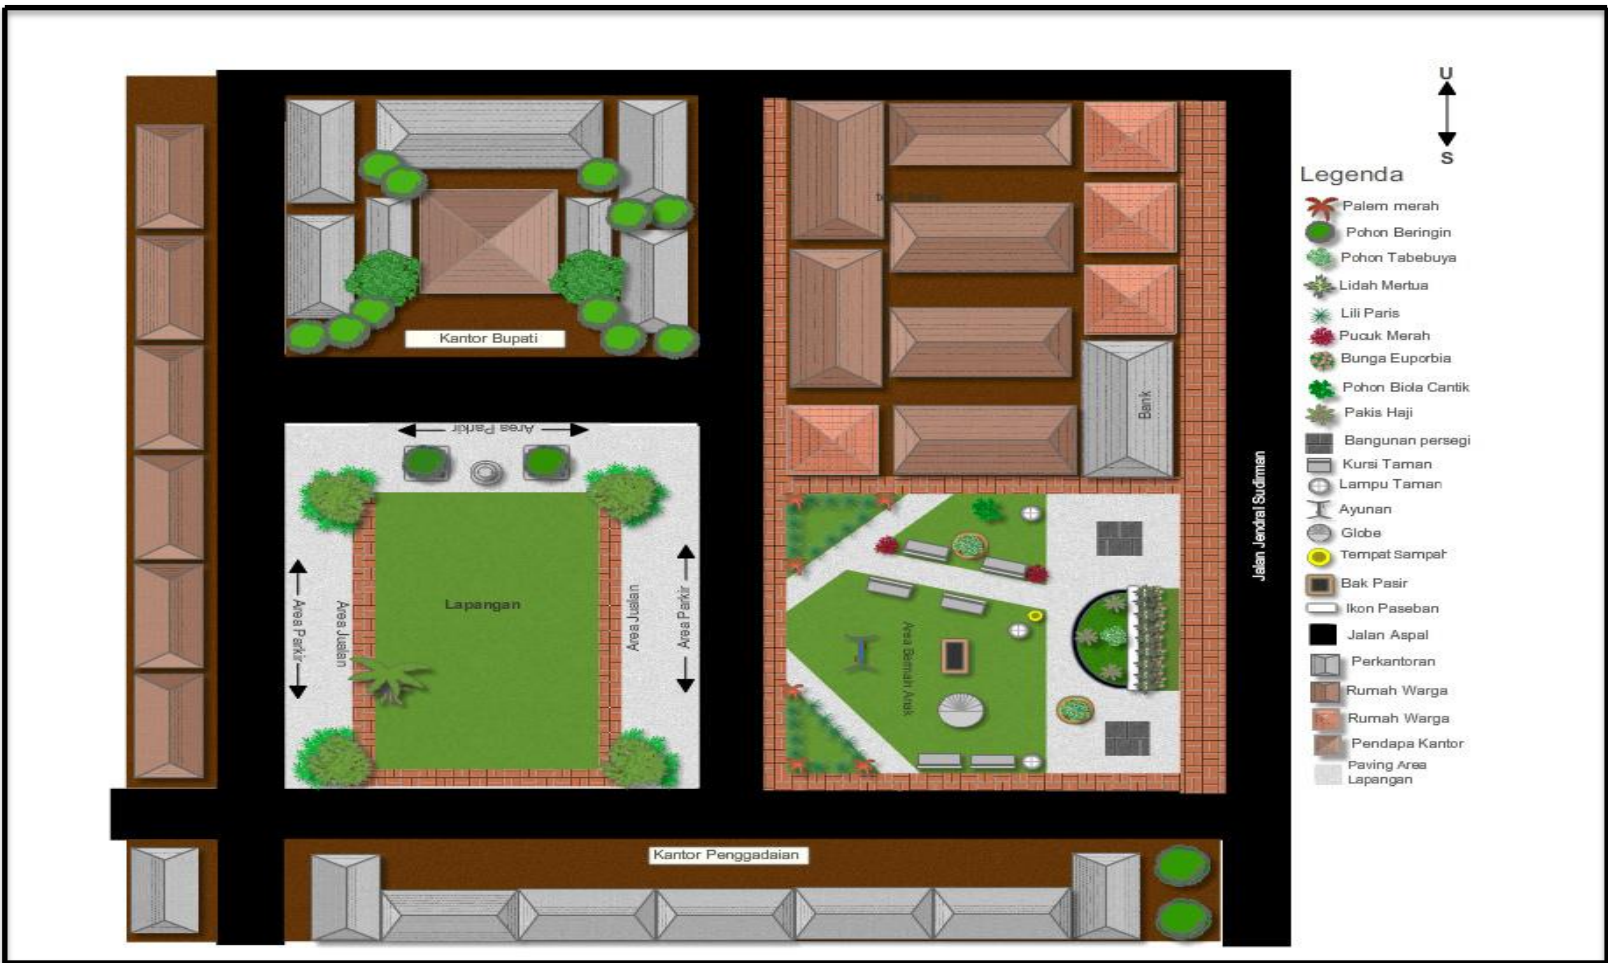 U
S
Legenda
Palem merah
Pohon Beringin
Pohon Tabebuya
Lidah Mertua
Lili Paris
Pucuk Merah
Bunga Euporbia
Pohon Biola Cantik
Pakis Haji
Bangunan persegi
Kursi Taman
Lampu Taman
Ayunan
Globe
Tempat Sampah
Bak Pasir
Ikon Paseban
Jalan Aspal
Perkantoran
Rumah Warga
Rumah Warga
Pendapa Kantor
Paving Area
Lapangan
Kantor Bupati
Bank
Area Parkir
Area Parkir
Area Jualan
Lapangan
Area Jualan
Area Parkir
Area Bermain Anak
Jalan Jendral Sudirman
Kantor Penggadaian